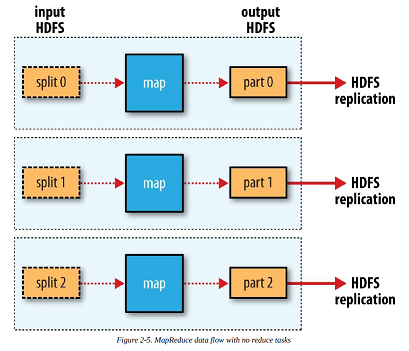 input
HDFS
output
HDFS
split 0
map
part 0
HDFS
replication
split 1
map
part 1
HDFS
replication
split 2
map
part 2
HDFS
replication
Figure 2-5. MapReduce data flow with no reduce tasks